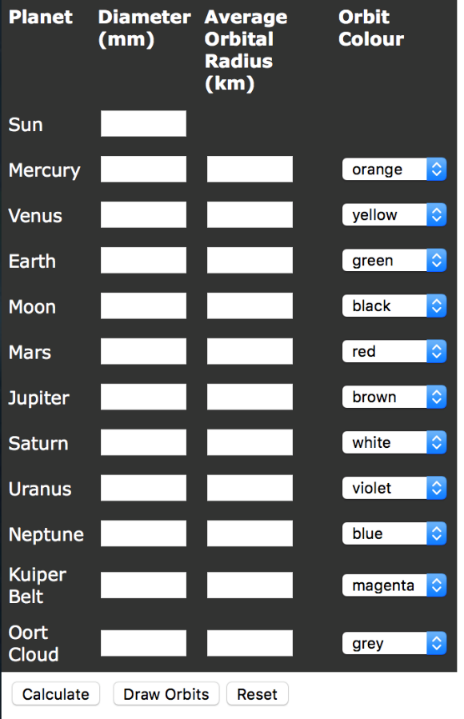 Planet Diameter (mm) Average Orbital Radius (km) Orbit Colour
Sun
Mercury orange
Venus yellow
Earth green
Moon black
Mars red
Jupiter brown
Saturn white
Uranus violet
Neptune blue
Kuiper Belt magenta
Oort Cloud grey
Calculate Draw Orbits Reset